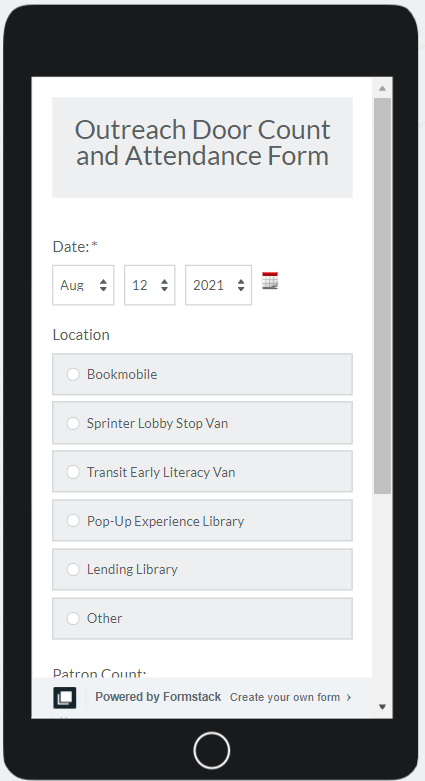 Outreach Door Count
and Attendance Form
Date: *
Aug 12 2021
Location
Bookmobile
Sprinter Lobby Stop Van
Transit Early Literacy Van
Pop-Up Experience Library
Lending Library
Other
Patron Count:
Powered by Formstack Create your own form ›